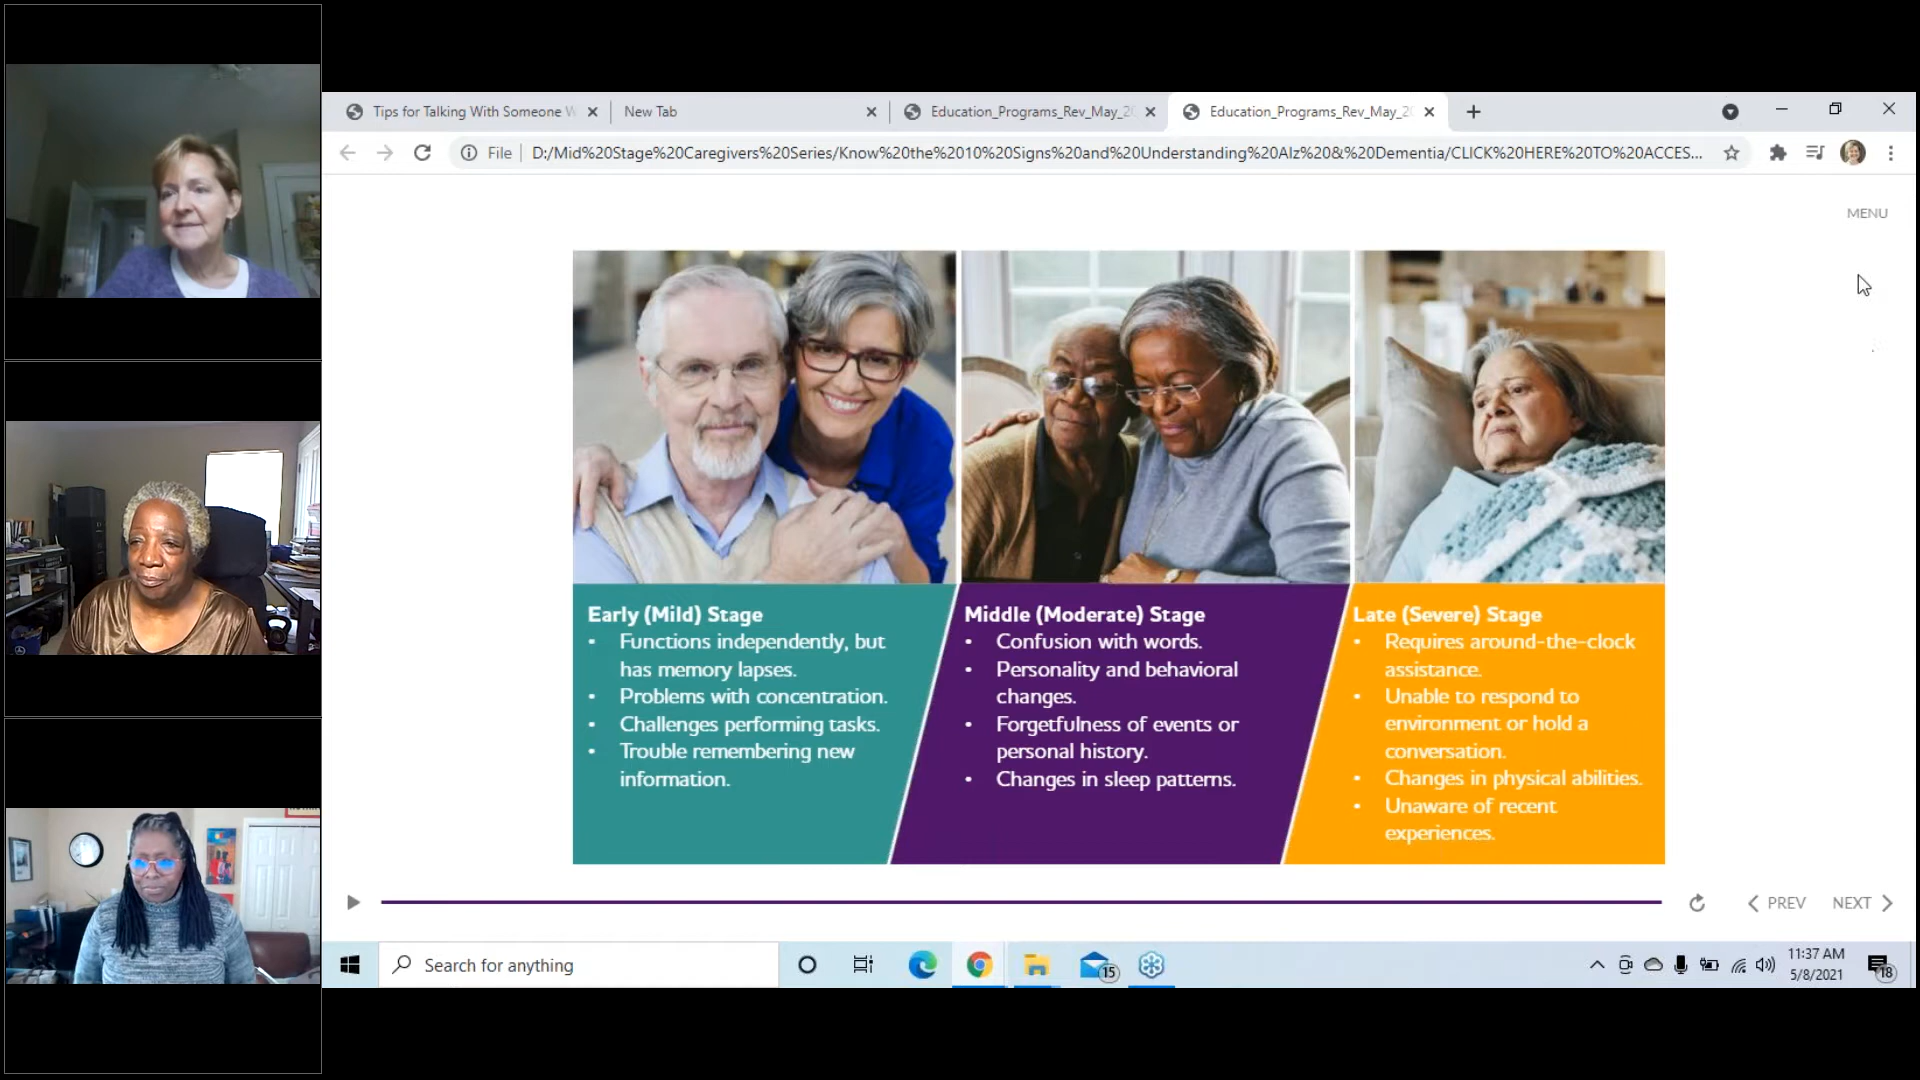 Tips for Talking With Someone W
New Tab
Education_Programs_Rev_May_20
Education_Programs_Rev_May_20
File
D:/Mid%20Stage%20Caregivers%20Series/Know%20the%2010%20Signs%20and%20Understanding%20Alz%20&%20Dementia/CLICK%20HERE%20TO%20ACCES...
MENU
Early (Mild) Stage
• Functions independently, but
has memory lapses.
• Problems with concentration.
• Challenges performing tasks.
• Trouble remembering new
information.
Middle (Moderate) Stage
• Confusion with words.
• Personality and behavioral
changes.
• Forgetfulness of events or
personal history.
• Changes in sleep patterns.
Late (Severe) Stage
• Requires around-the-clock
assistance.
• Unable to respond to
environment or hold a
conversation.
• Changes in physical abilities.
• Unaware of recent
experiences.
PREV
NEXT
Search for anything
15
11:37 AM
5/8/2021
18